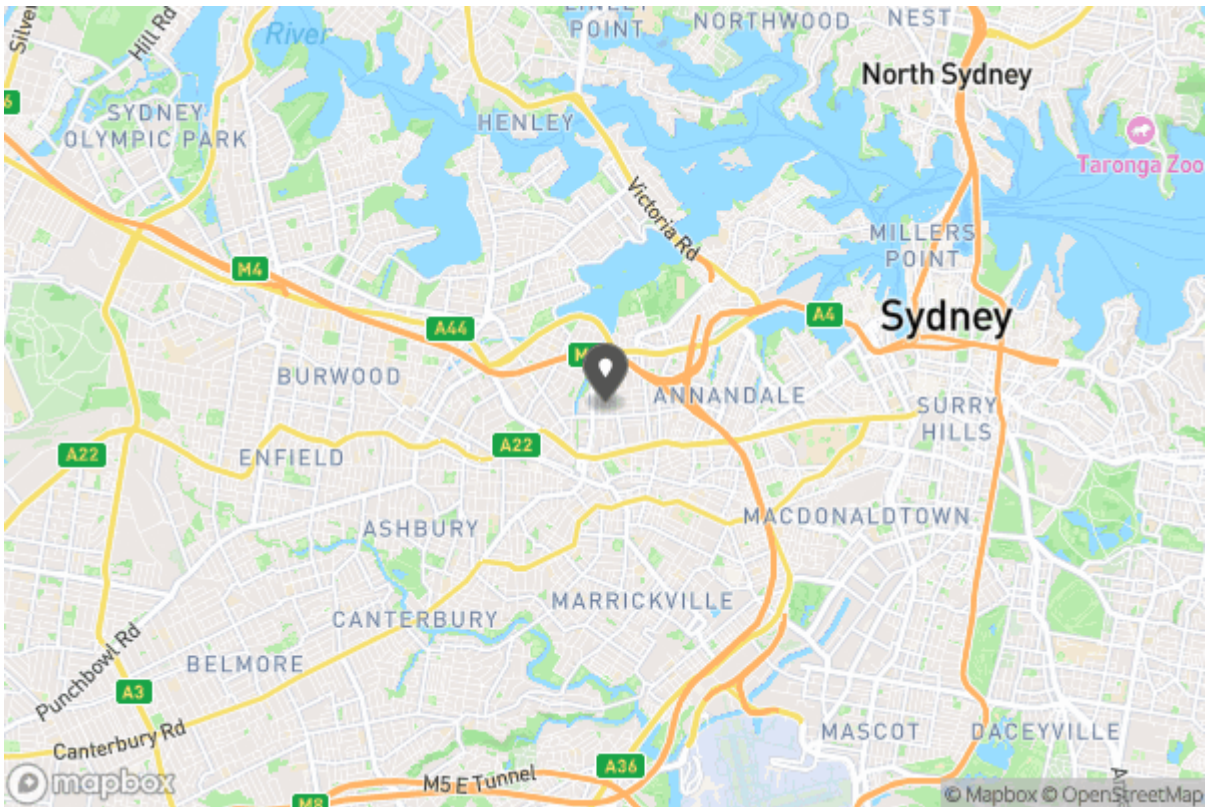 LINLEY
POINT
NORTHWOOD
NEST
River
Hill Rd
North Sydney
SYDNEY
OLYMPIC PARK
HENLEY
Taronga Zoo
Victoria Rd
MILLERS
POINT
M4
A44
A4
Sydney
BURWOOD
ANNANDALE
SURRY
HILLS
A22
A22
ENFIELD
ASHBURY
MACDONALDTOWN
CANTERBURY
MARRICKVILLE
Punchbowl Rd
BELMORE
A3
Canterbury Rd
MASCOT
DACEYVILLE
M5 E Tunnel
A36
M8
mapbox
© Mapbox © OpenStreetMap